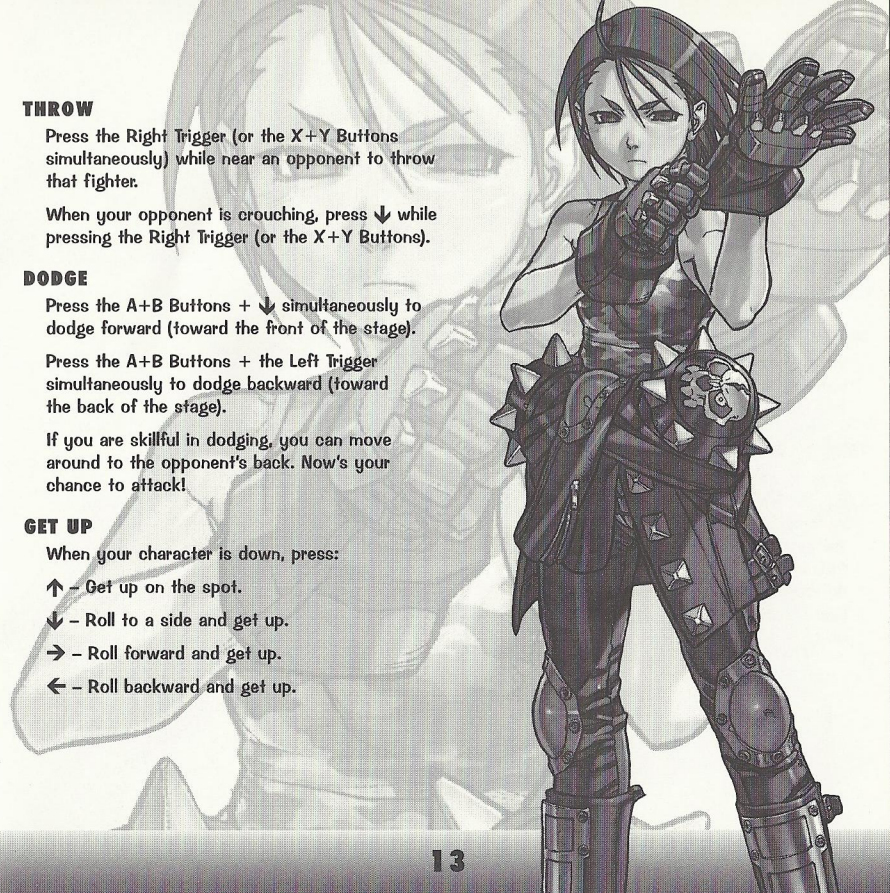 THROW
Press the Right Trigger (or the X+Y Buttons
simultaneously) while near an opponent to throw
that fighter.
When your opponent is crouching, press ↓ while
pressing the Right Trigger (or the X+Y Buttons).
DODGE
Press the A+B Buttons + ↓ simultaneously to
dodge forward (toward the front of the stage).
Press the A+B Buttons + the Left Trigger
simultaneously to dodge backward (toward
the back of the stage).
If you are skillful in dodging, you can move
around to the opponent's back. Now's your
chance to attack!
GET UP
When your character is down, press:
↑ – Get up on the spot.
↓ – Roll to a side and get up.
→ – Roll forward and get up.
← – Roll backward and get up.
13